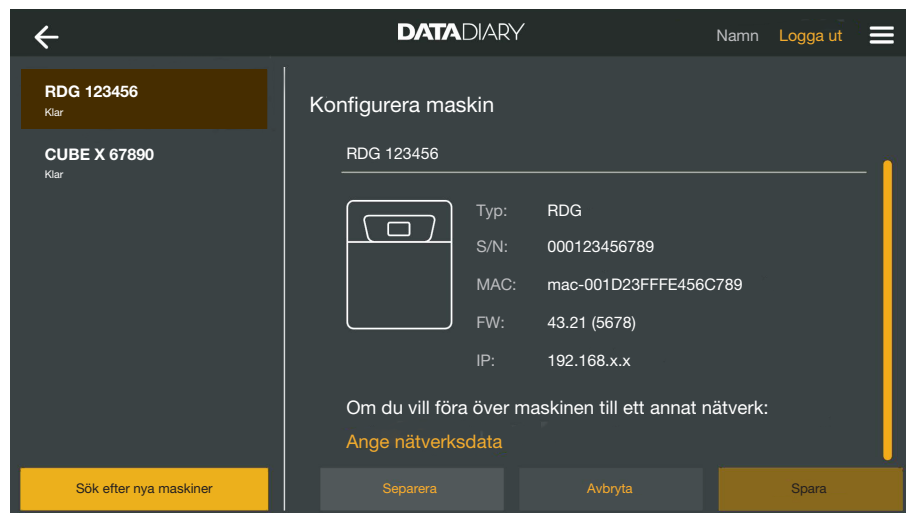 DATADIARY
Namn Logga ut
RDG 123456
Klar
CUBE X 67890
Klar
Sök efter nya maskiner
Konfigurera maskin
RDG 123456
Typ: RDG
S/N: 000123456789
MAC: mac-001D23FFFE456C789
FW: 43.21 (5678)
IP: 192.168.x.x
Om du vill föra över maskinen till ett annat nätverk:
Ange nätverksdata
Separera Avbryta Spara